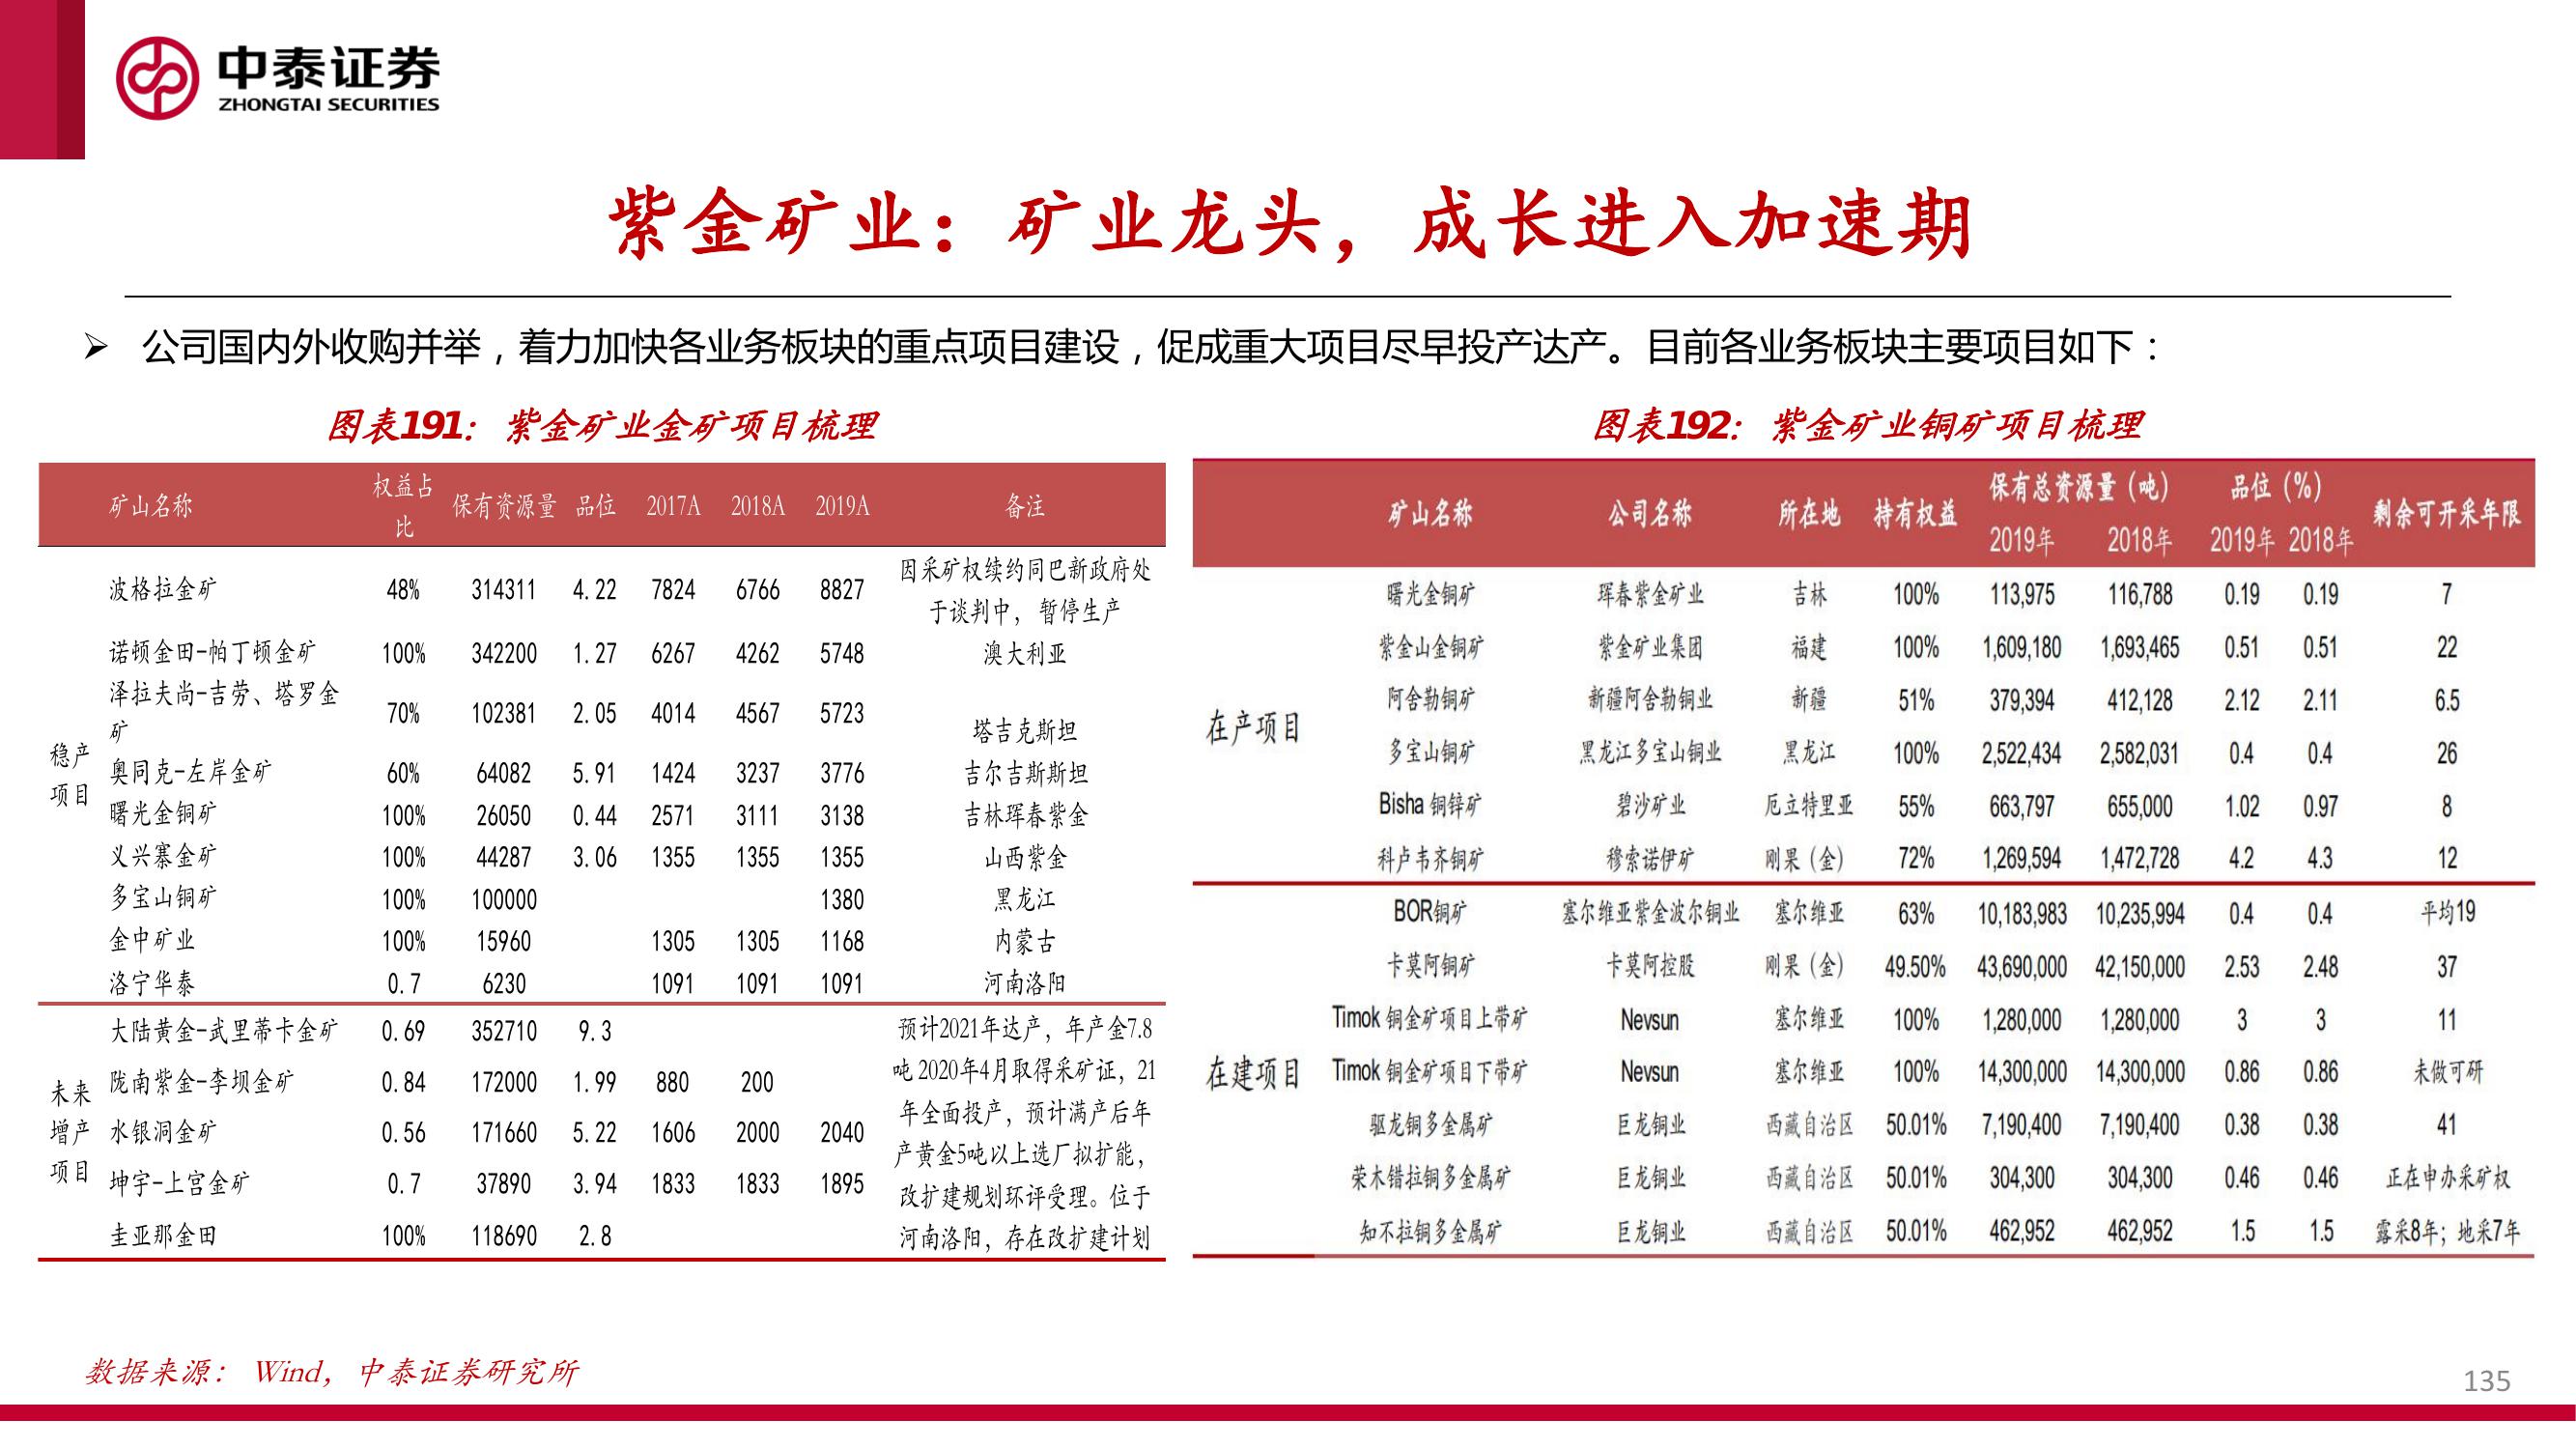 中泰证券
ZHONGTAI SECURITIES
紫金矿业：矿业龙头，成长进入加速期
➢ 公司国内外收购并举，着力加快各业务板块的重点项目建设，促成重大项目尽早投产达产。目前各业务板块主要项目如下：
图表191：紫金矿业金矿项目梳理
矿山名称 权益占比 保有资源量 品位 2017A 2018A 2019A 备注
稳产项目
波格拉金矿 48% 314311 4.22 7824 6766 8827 因采矿权续约同巴新政府处于谈判中，暂停生产
诺顿金田-帕丁顿金矿 100% 342200 1.27 6267 4262 5748 澳大利亚
泽拉夫尚-吉劳、塔罗金矿 70% 102381 2.05 4014 4567 5723 塔吉克斯坦
奥同克-左岸金矿 60% 64082 5.91 1424 3237 3776 吉尔吉斯斯坦
曙光金铜矿 100% 26050 0.44 2571 3111 3138 吉林珲春紫金
义兴寨金矿 100% 44287 3.06 1355 1355 1355 山西紫金
多宝山铜矿 100% 100000 1380 黑龙江
金中矿业 100% 15960 1305 1305 1168 内蒙古
洛宁华泰 0.7 6230 1091 1091 1091 河南洛阳
未来增产项目
大陆黄金-武里蒂卡金矿 0.69 352710 9.3
陇南紫金-李坝金矿 0.84 172000 1.99 880 200
水银洞金矿 0.56 171660 5.22 1606 2000 2040
坤宇-上宫金矿 0.7 37890 3.94 1833 1833 1895
圭亚那金田 100% 118690 2.8
预计2021年达产，年产金7.8
吨 2020年4月取得采矿证，21
年全面投产，预计满产后年
产黄金5吨以上选厂拟扩能，
改扩建规划环评受理。位于
河南洛阳，存在改扩建计划
图表192：紫金矿业铜矿项目梳理
矿山名称 公司名称 所在地 持有权益 保有总资源量（吨） 品位（%） 剩余可开采年限
2019年 2018年 2019年 2018年
在产项目
曙光金铜矿 珲春紫金矿业 吉林 100% 113,975 116,788 0.19 0.19 7
紫金山金铜矿 紫金矿业集团 福建 100% 1,609,180 1,693,465 0.51 0.51 22
阿舍勒铜矿 新疆阿舍勒铜业 新疆 51% 379,394 412,128 2.12 2.11 6.5
多宝山铜矿 黑龙江多宝山铜业 黑龙江 100% 2,522,434 2,582,031 0.4 0.4 26
Bisha 铜锌矿 碧沙矿业 厄立特里亚 55% 663,797 655,000 1.02 0.97 8
科卢韦齐铜矿 穆索诺伊矿 刚果（金） 72% 1,269,594 1,472,728 4.2 4.3 12
在建项目
BOR铜矿 塞尔维亚紫金波尔铜业 塞尔维亚 63% 10,183,983 10,235,994 0.4 0.4 平均19
卡莫阿铜矿 卡莫阿控股 刚果（金） 49.50% 43,690,000 42,150,000 2.53 2.48 37
Timok 铜金矿项目上带矿 Nevsun 塞尔维亚 100% 1,280,000 1,280,000 3 3 11
Timok 铜金矿项目下带矿 Nevsun 塞尔维亚 100% 14,300,000 14,300,000 0.86 0.86 未做可研
驱龙铜多金属矿 巨龙铜业 西藏自治区 50.01% 7,190,400 7,190,400 0.38 0.38 41
荣木错拉铜多金属矿 巨龙铜业 西藏自治区 50.01% 304,300 304,300 0.46 0.46 正在申办采矿权
知不拉铜多金属矿 巨龙铜业 西藏自治区 50.01% 462,952 462,952 1.5 1.5 露采8年；地采7年
数据来源： Wind，中泰证券研究所
135